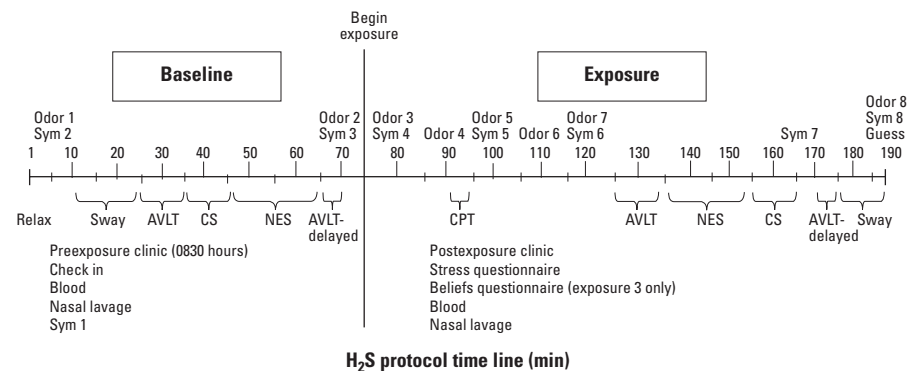 Begin
exposure
Baseline
Exposure
Odor 1
Sym 2
Odor 2
Sym 3
Odor 3
Sym 4
Odor 4
Odor 5
Sym 5
Odor 6
Odor 7
Sym 6
Sym 7
Odor 8
Sym 8
Guess
1 10 20 30 40 50 60 70 80 90 100 110 120 130 140 150 160 170 180 190
Relax
Sway
AVLT
CS
NES
AVLT-
delayed
CPT
AVLT
NES
CS
AVLT-
delayed
Sway
Preexposure clinic (0830 hours)
Check in
Blood
Nasal lavage
Sym 1
Postexposure clinic
Stress questionnaire
Beliefs questionnaire (exposure 3 only)
Blood
Nasal lavage
H₂S protocol time line (min)